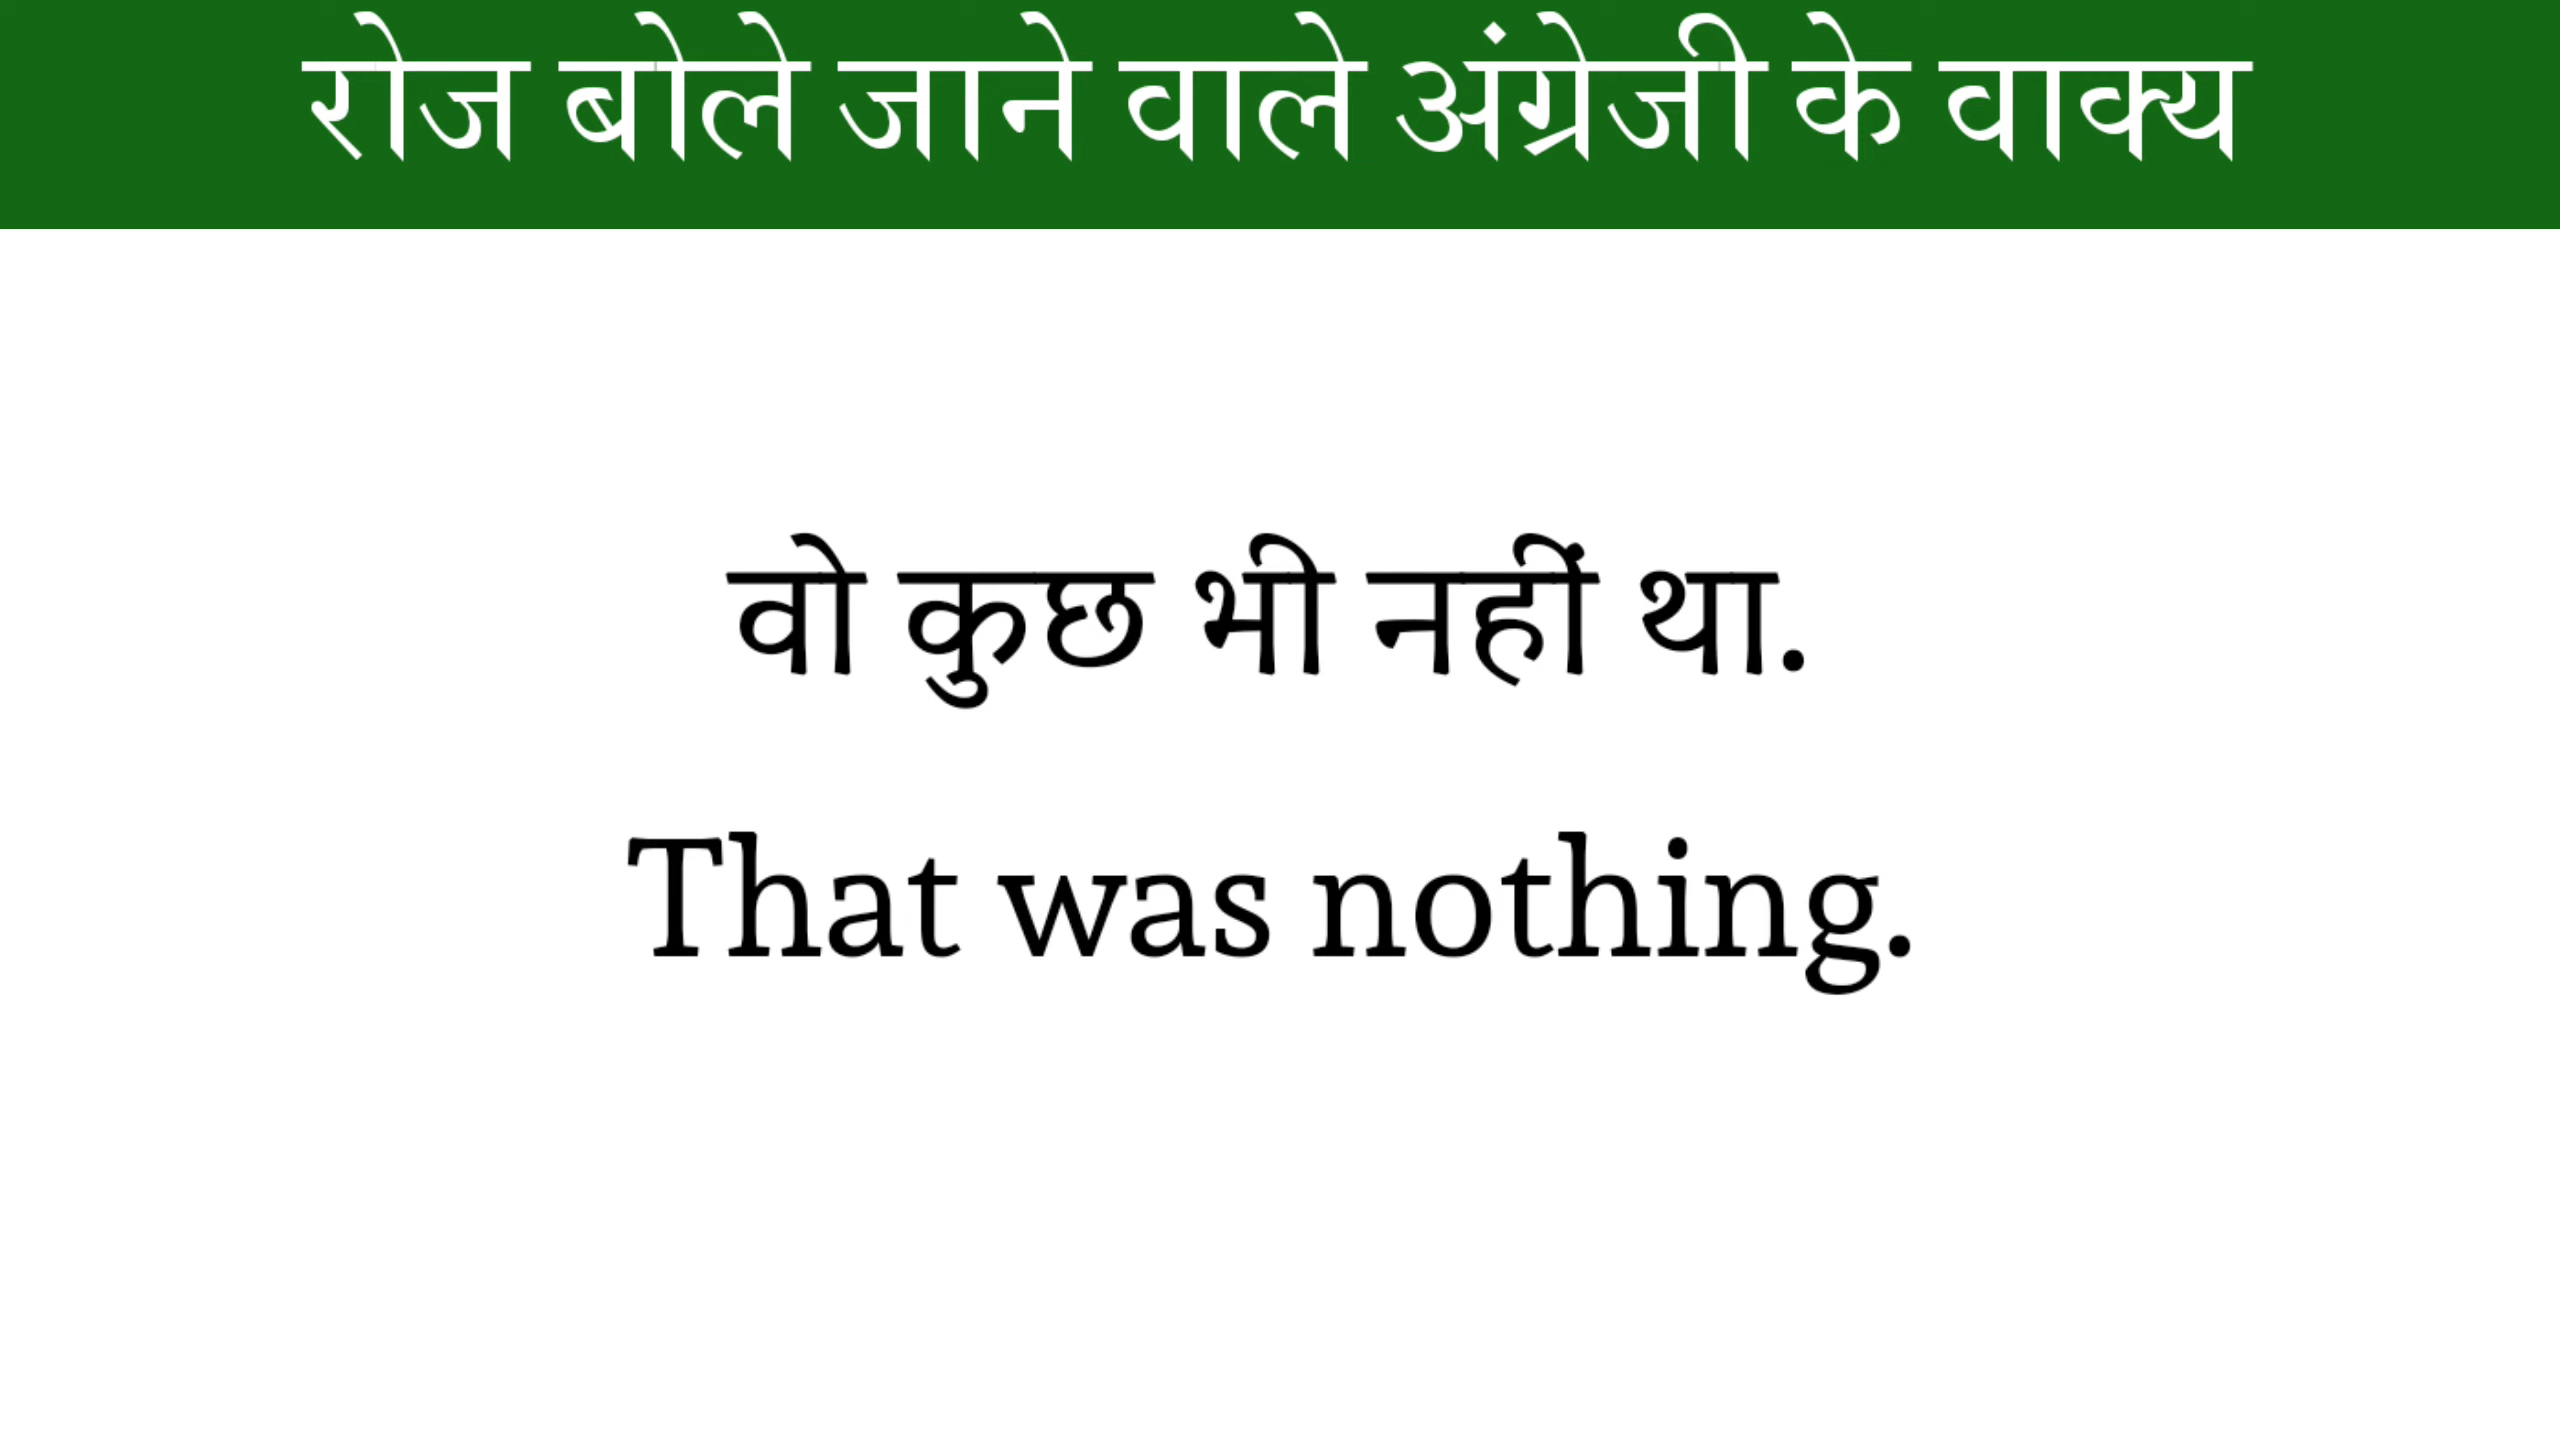 रोज बोले जाने वाले अंग्रेजी के वाक्य
वो कुछ भी नहीं था.
That was nothing.